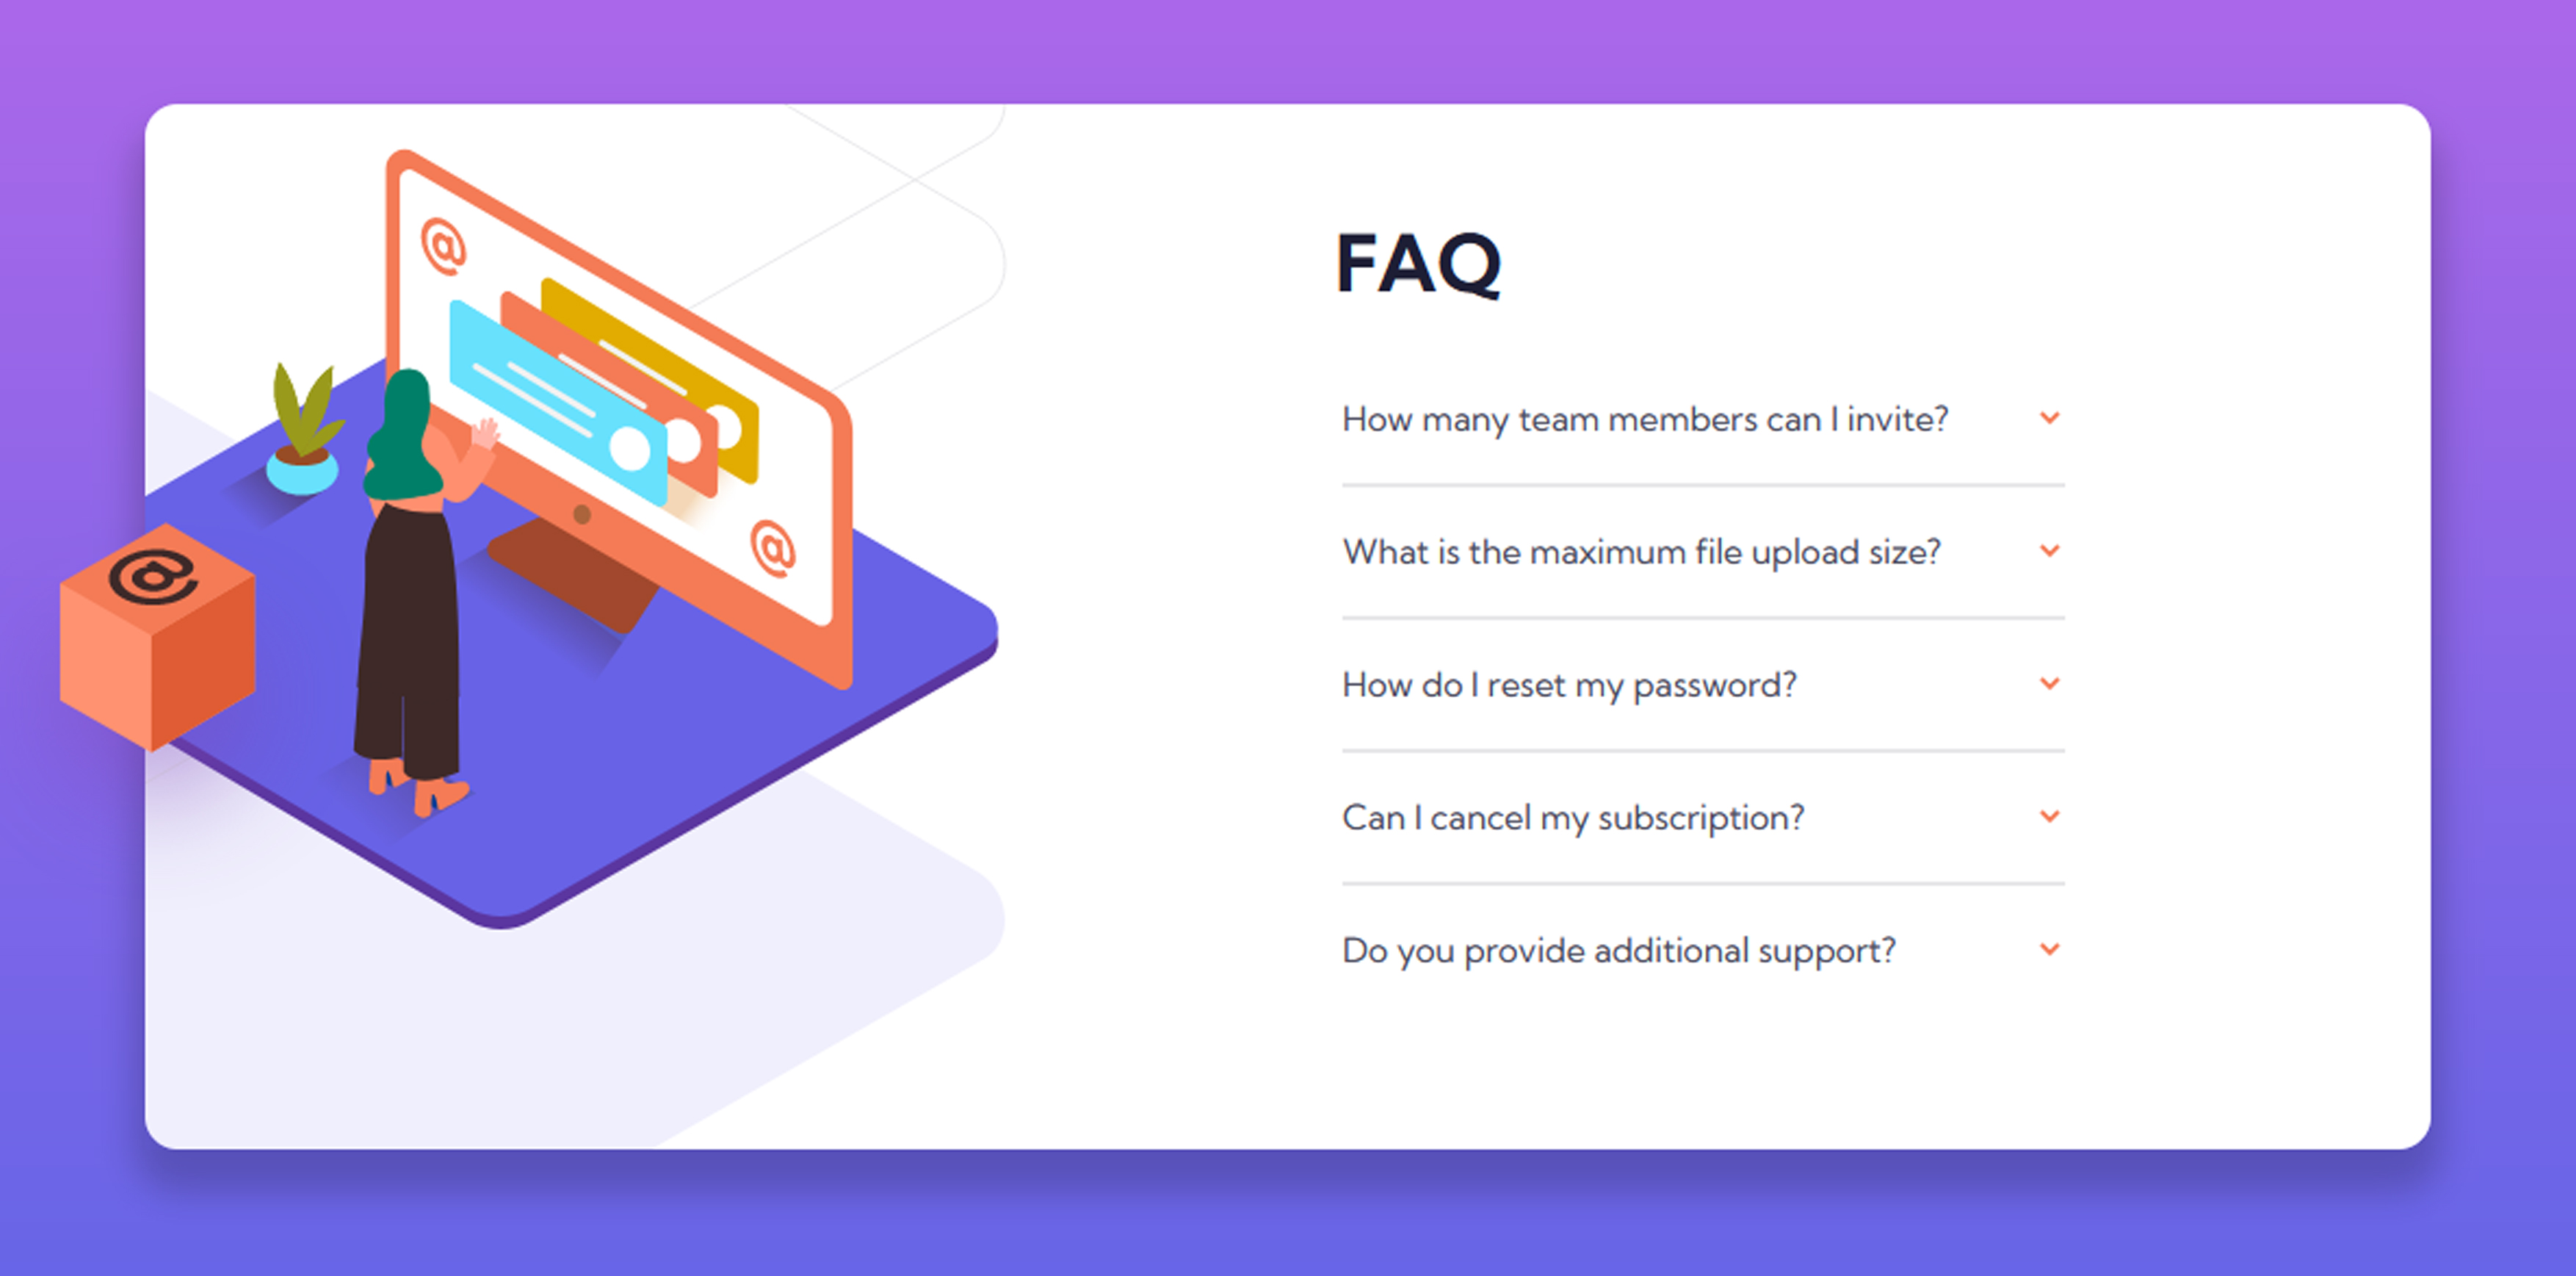 @
@
@
FAQ
How many team members can I invite?
What is the maximum file upload size?
How do I reset my password?
Can I cancel my subscription?
Do you provide additional support?